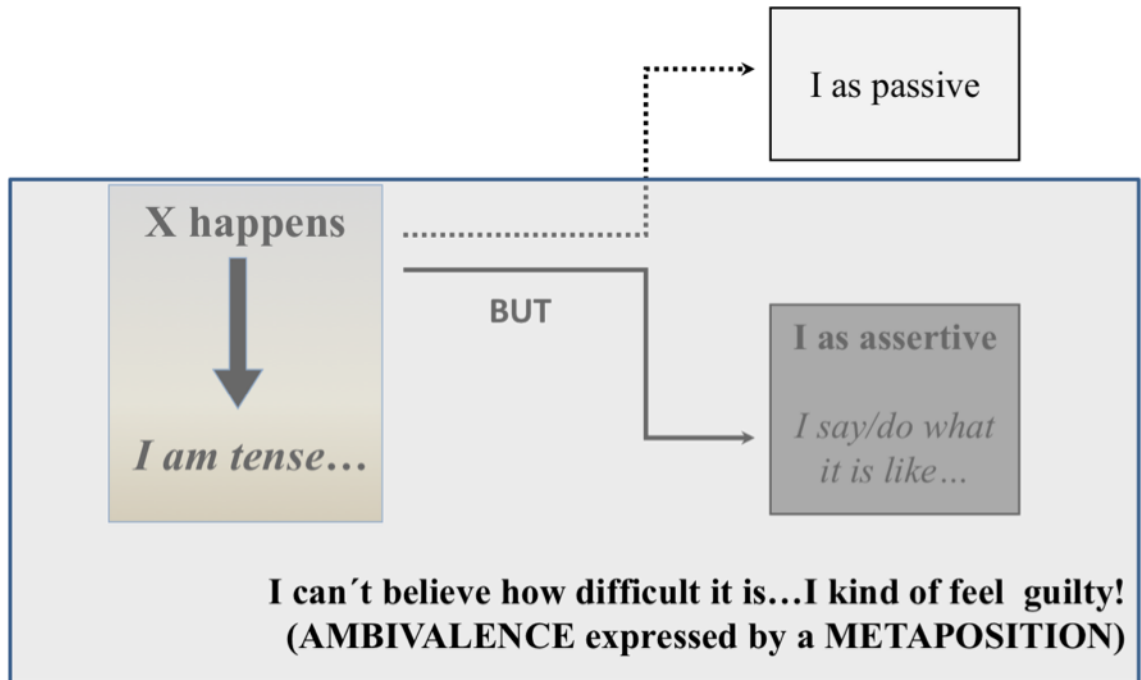 I as passive
X happens
BUT
I as assertive
I say/do what
it is like…
I am tense…
I can´t believe how difficult it is…I kind of feel guilty!
(AMBIVALENCE expressed by a METAPOSITION)